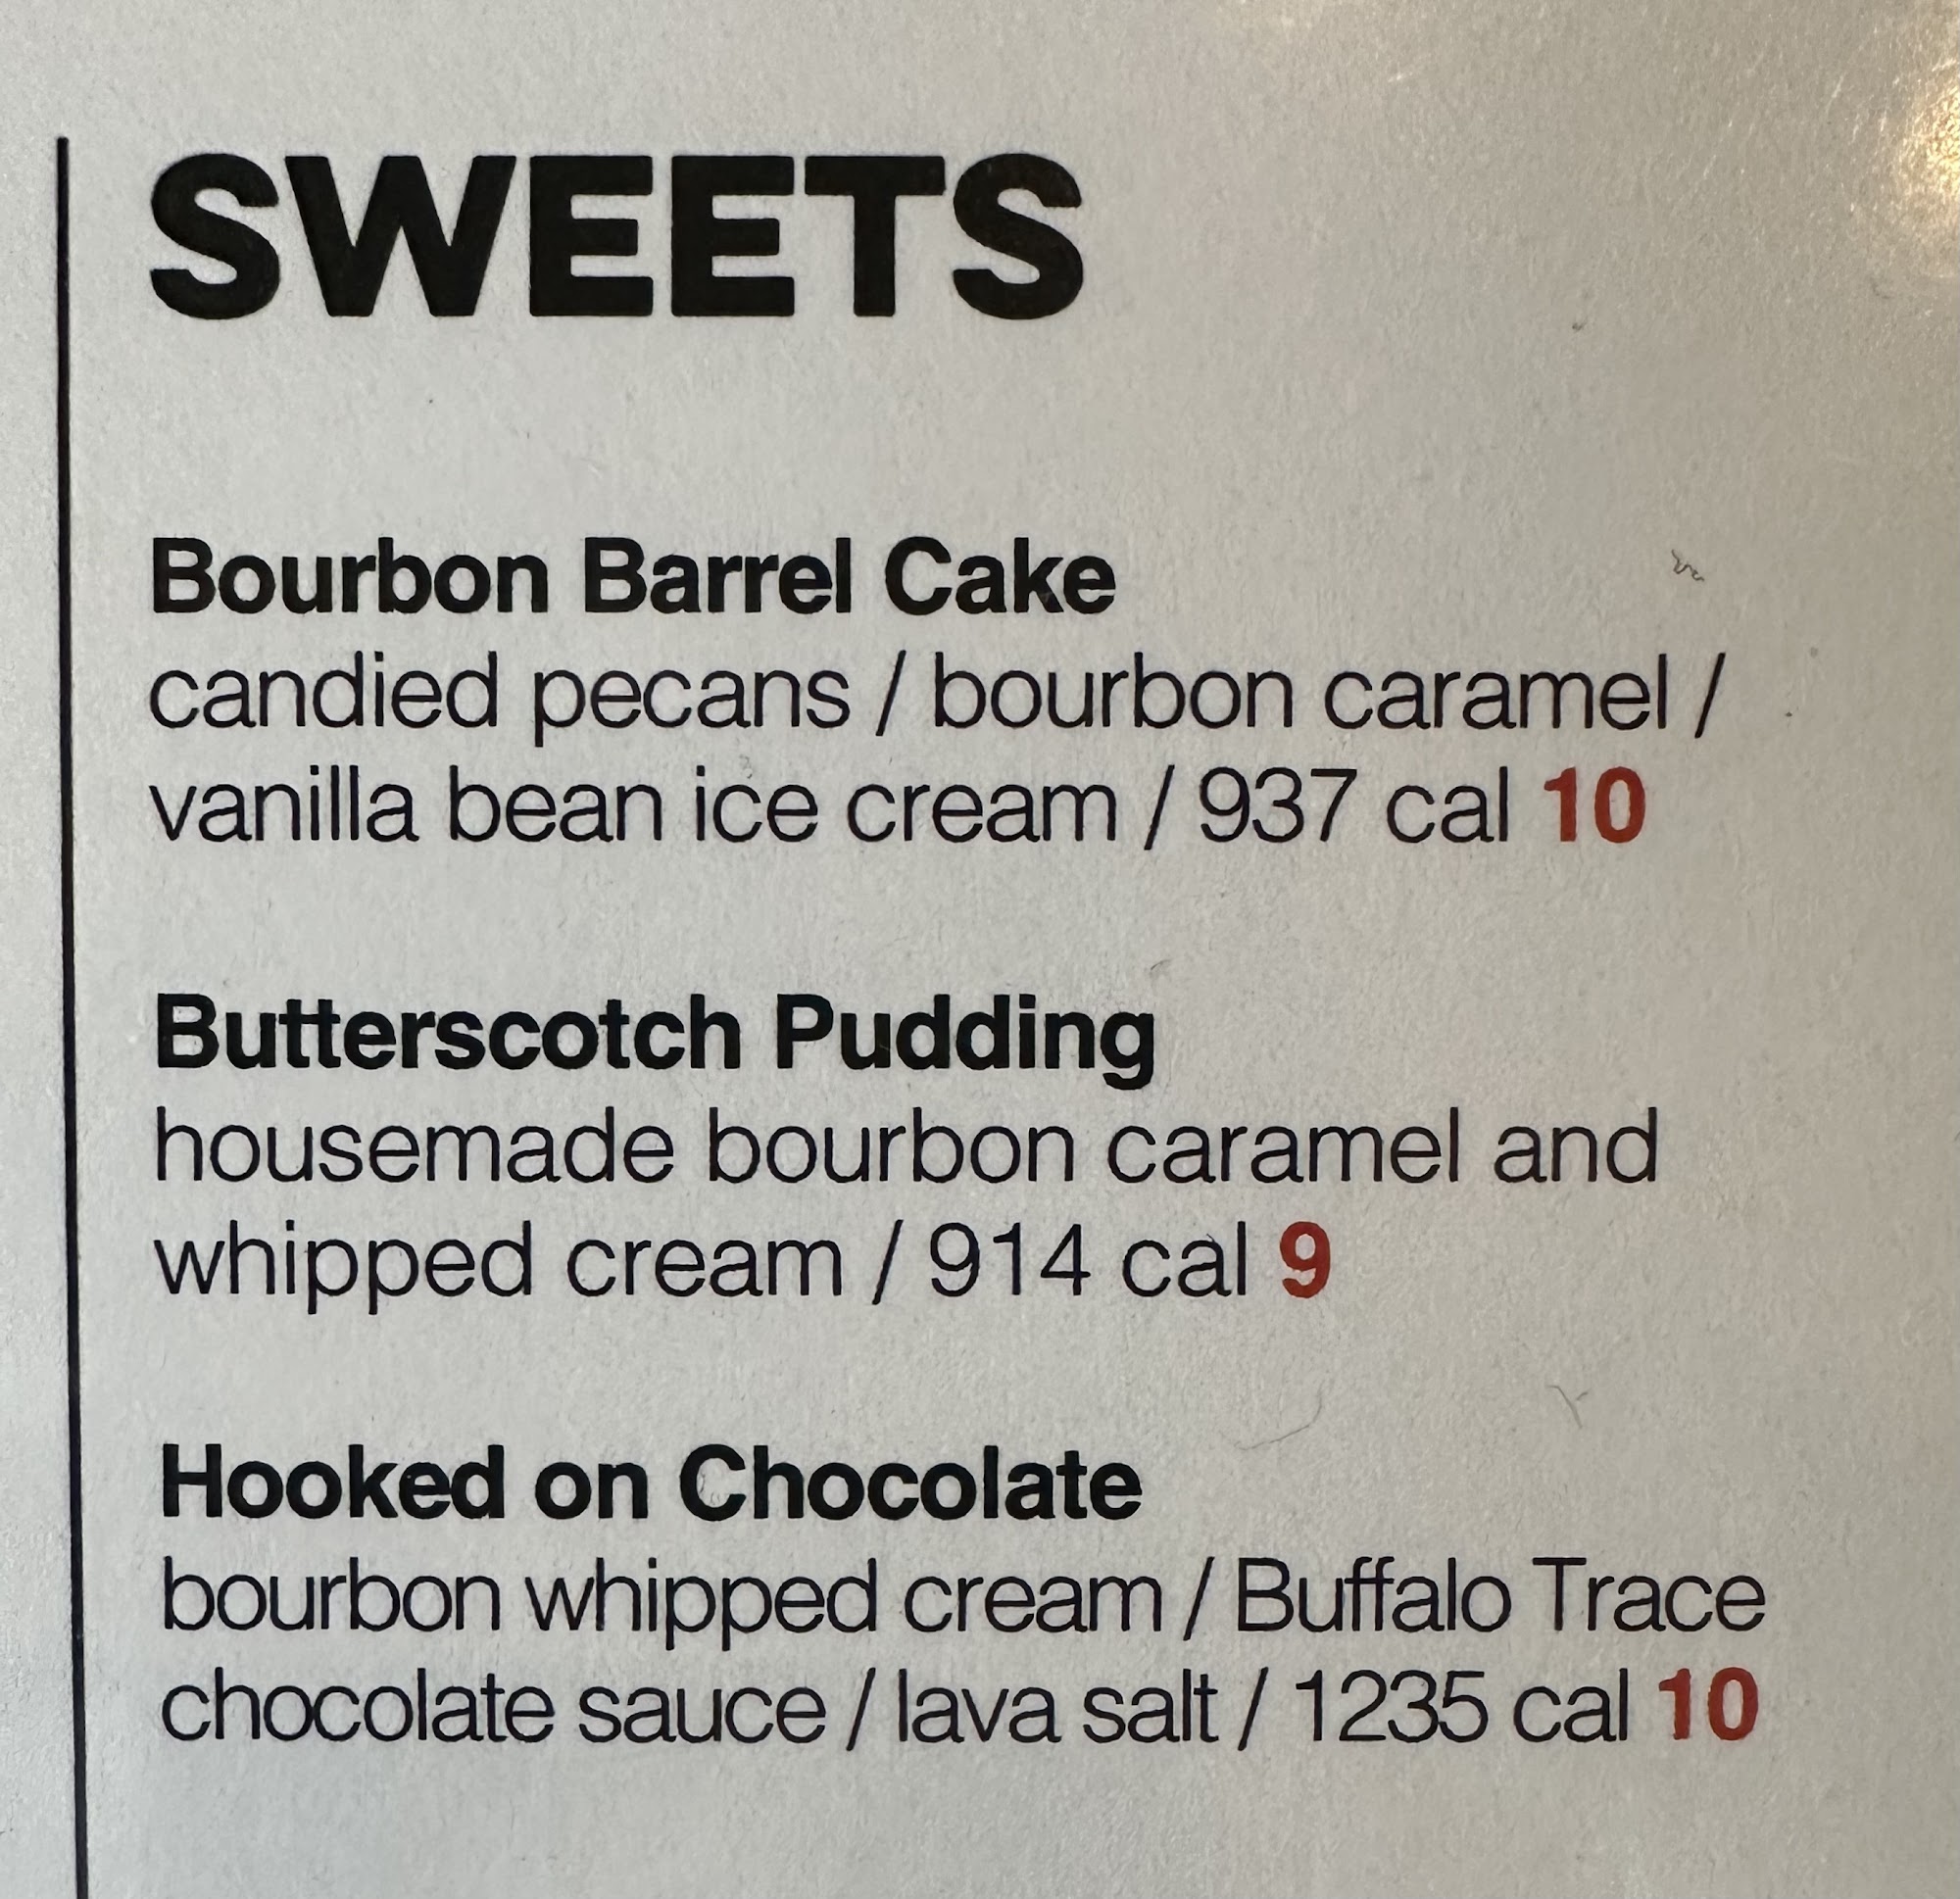 SWEETS
Bourbon Barrel Cake
candied pecans / bourbon caramel /
vanilla bean ice cream / 937 cal 10
Butterscotch Pudding
housemade bourbon caramel and
whipped cream / 914 cal 9
Hooked on Chocolate
bourbon whipped cream / Buffalo Trace
chocolate sauce / lava salt / 1235 cal 10